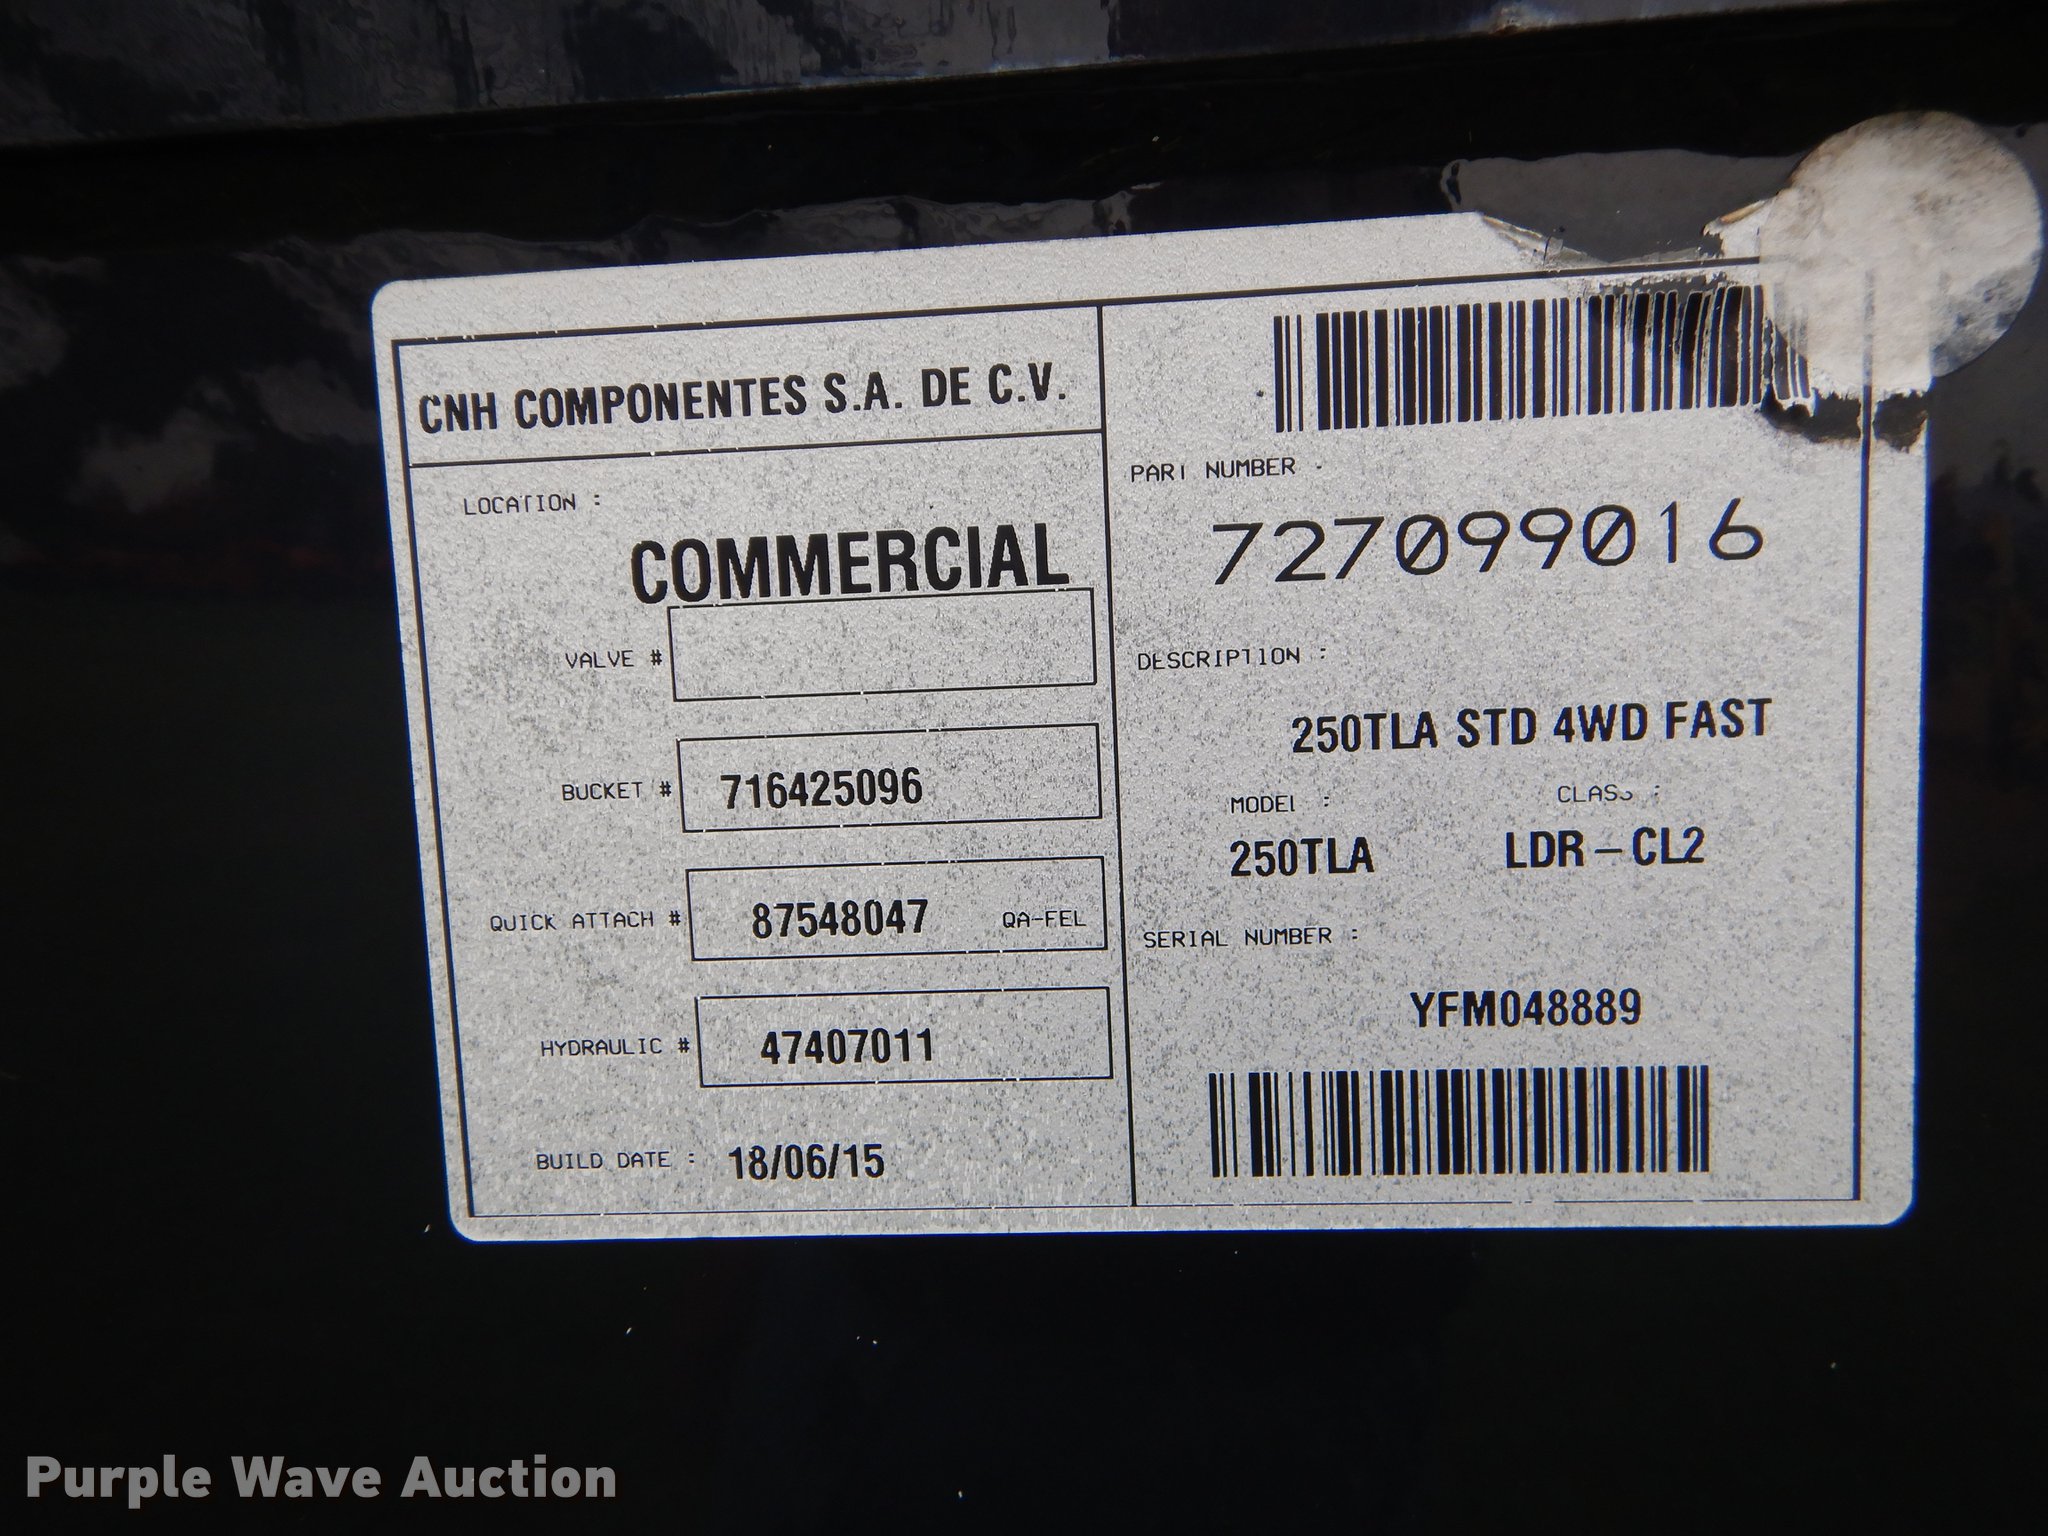 CNH COMPONENTES S.A. DE C.V.
LOCATION :
COMMERCIAL
VALVE #
BUCKET # 716425096
QUICK ATTACH # 87548047 QA-FEL
HYDRAULIC # 47407011
BUILD DATE : 18/06/15
PART NUMBER :
727099016
DESCRIPTION :
250TLA STD 4WD FAST
MODEL : CLASS :
250TLA LDR-CL2
SERIAL NUMBER :
YFM048889
Purple Wave Auction